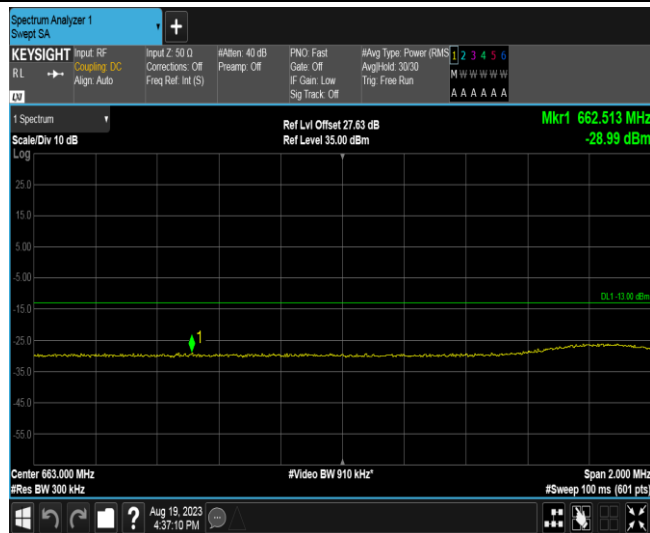 Spectrum Analyzer 1
Swept SA
+
KEYSIGHT Input: RF
RL
Coupling: DC
Align: Auto
LXI
Input Z: 50 Ω
Corrections: Off
Freq Ref: Int (S)
#Atten: 40 dB
Preamp: Off
PNO: Fast
Gate: Off
IF Gain: Low
Sig Track: Off
#Avg Type: Power (RMS
Avg|Hold: 30/30
Trig: Free Run
1 2 3 4 5 6
M W W W W W
A A A A A A
1 Spectrum
Scale/Div 10 dB
Ref Lvl Offset 27.63 dB
Ref Level 35.00 dBm
Mkr1 662.513 MHz
-28.99 dBm
Log
25.0
15.0
5.00
-5.00
DL1 -13.00 dBm
-15.0
1
-25.0
-35.0
-45.0
-55.0
Center 663.000 MHz
#Res BW 300 kHz
#Video BW 910 kHz*
Span 2.000 MHz
#Sweep 100 ms (601 pts)
?
Aug 19, 2023
4:37:10 PM